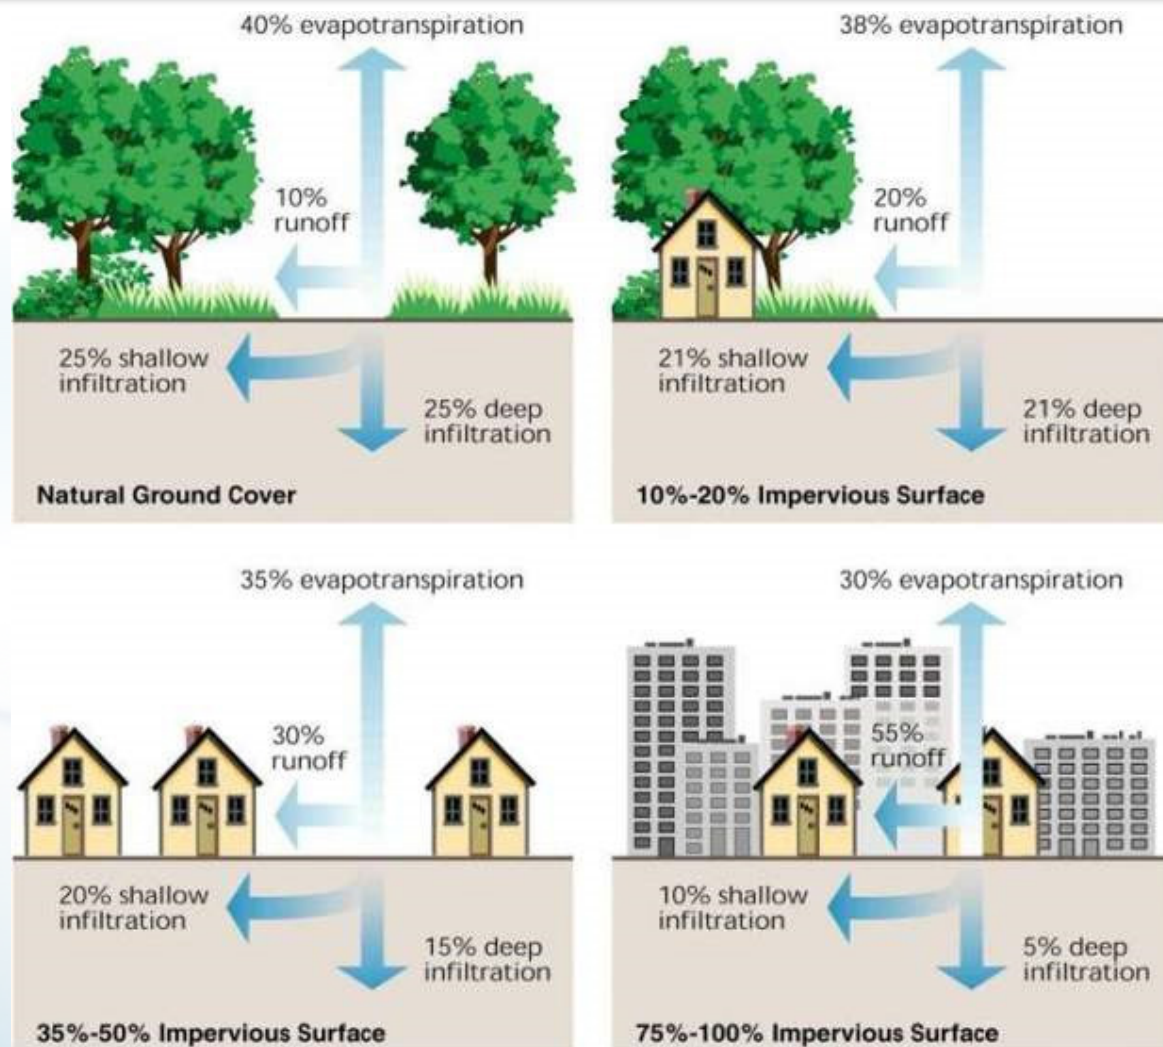 40% evapotranspiration
10%
runoff
25% shallow
infiltration
25% deep
infiltration
Natural Ground Cover
38% evapotranspiration
20%
runoff
21% shallow
infiltration
21% deep
infiltration
10%-20% Impervious Surface
35% evapotranspiration
30%
runoff
20% shallow
infiltration
15% deep
infiltration
35%-50% Impervious Surface
30% evapotranspiration
55%
runoff
10% shallow
infiltration
5% deep
infiltration
75%-100% Impervious Surface